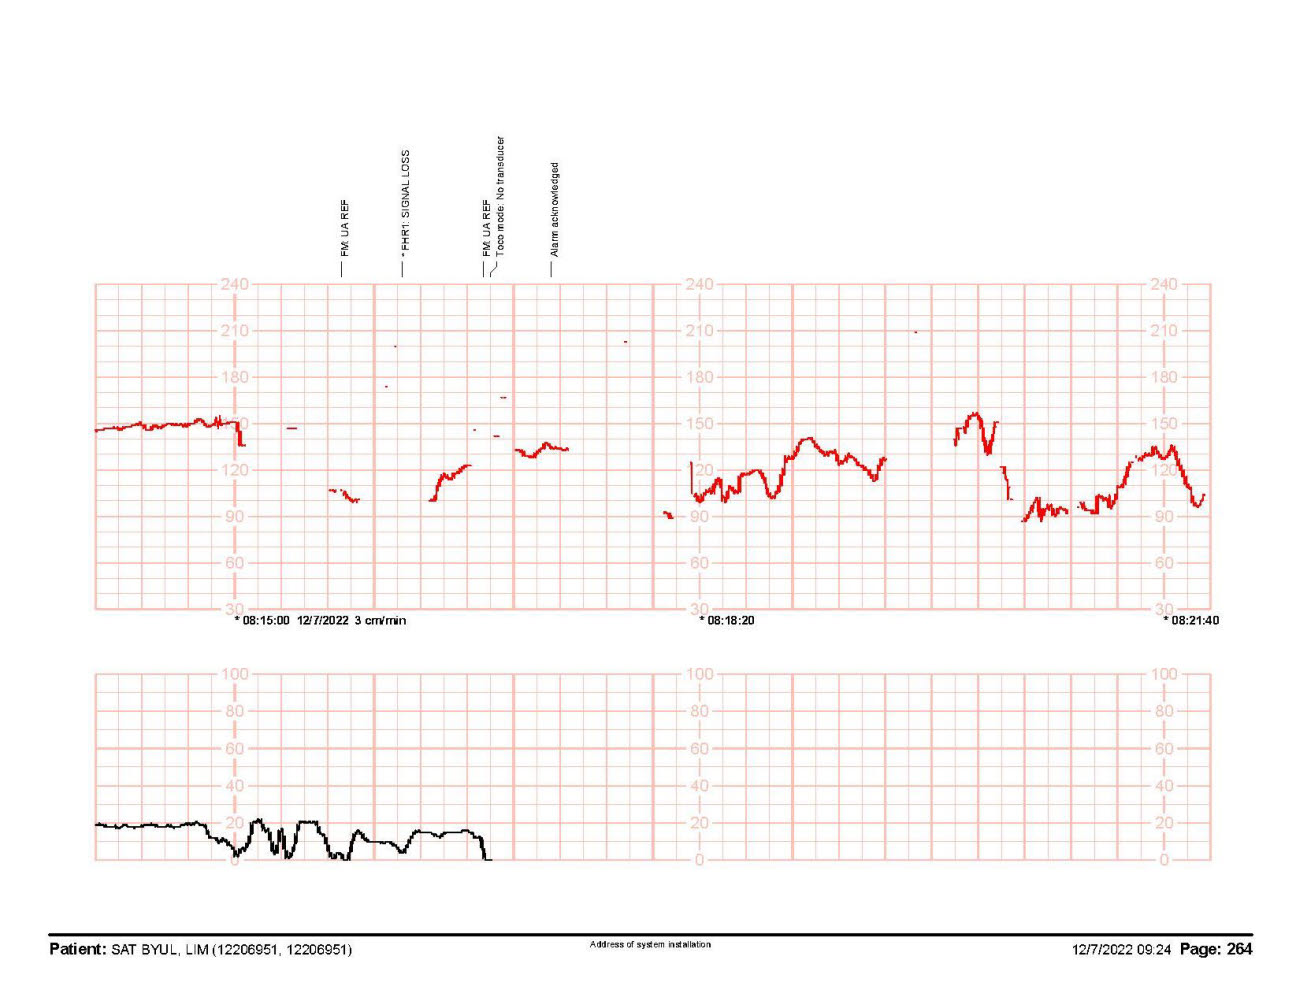 FM: UA REF
* FHR1: SIGNAL LOSS
FM: UA REF
Toco mode: No transducer
Alarm acknowledged
240 240 240
210 210 210
180 180 180
150 150 150
120 120 120
90 90 90
60 60 60
30 30 30
* 08:15:00 12/7/2022 3 cm/min * 08:18:20 * 08:21:40
100 100 100
80 80 80
60 60 60
40 40 40
20 20 20
0 0 0
Patient: SAT BYUL, LIM (12206951, 12206951) Address of system installation 12/7/2022 09:24 Page: 264